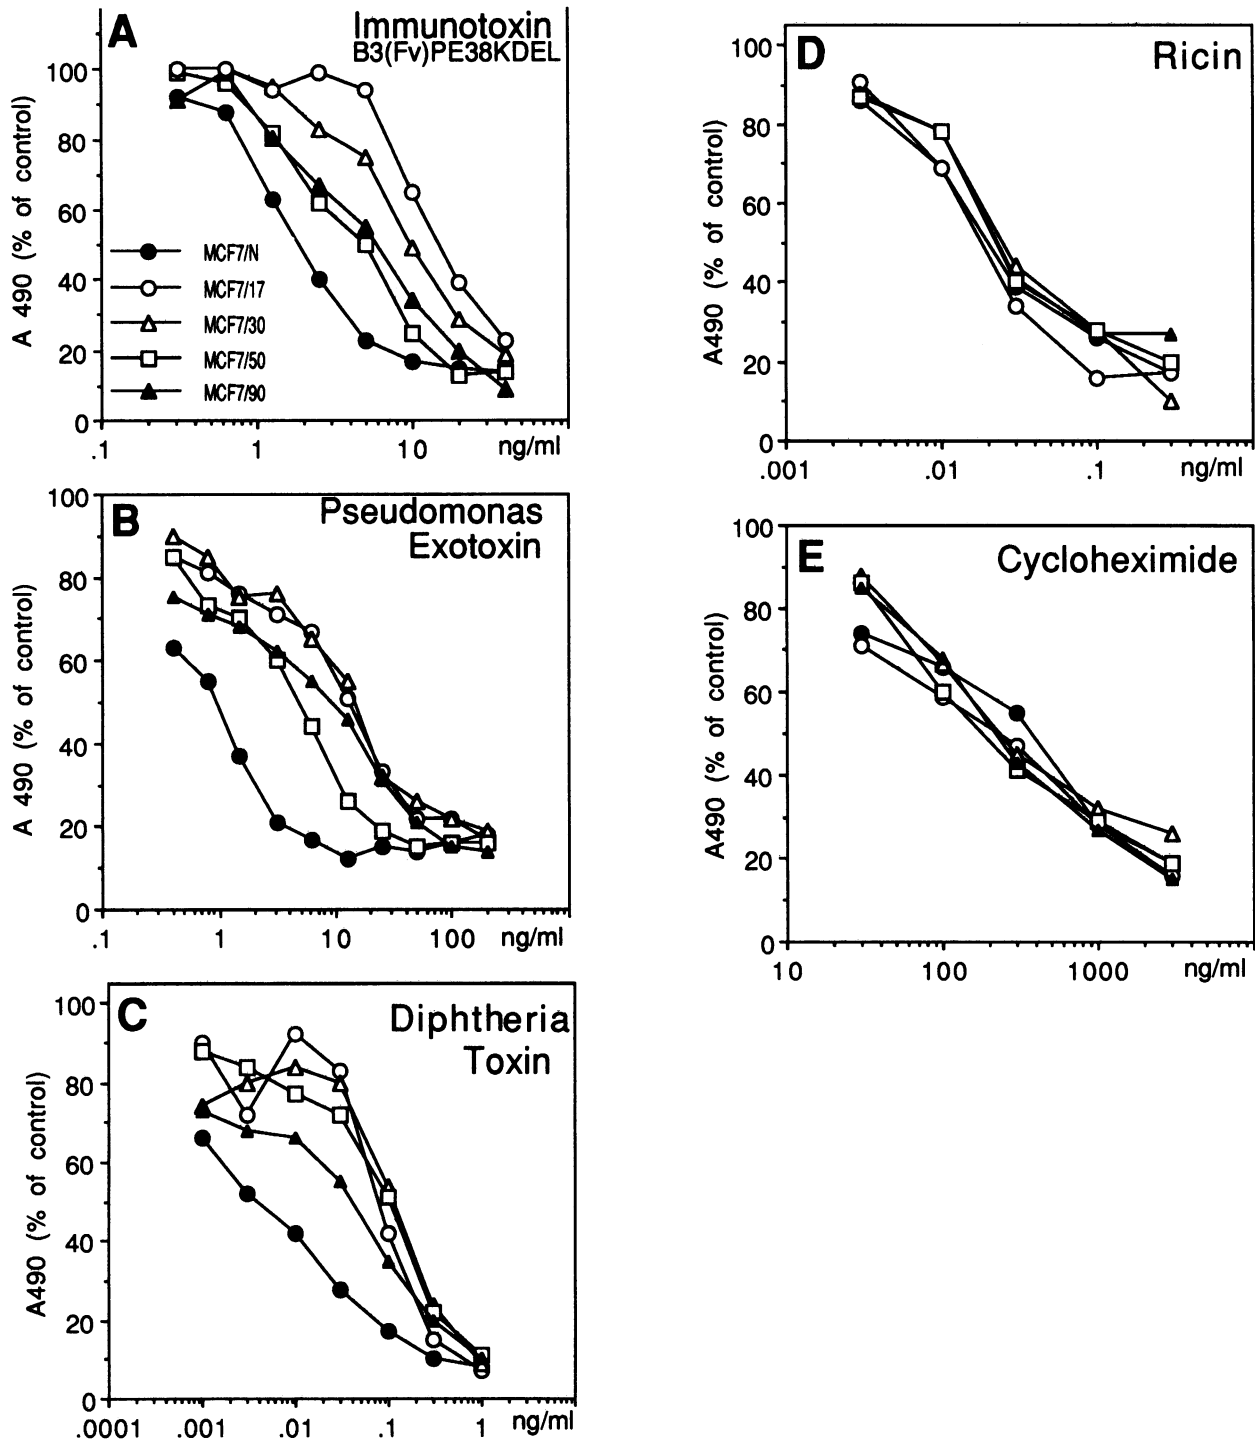 A
Immunotoxin
B3(Fv)PE38KDEL
A 490 (% of control)
100
80
60
40
20
0
MCF7/N
MCF7/17
MCF7/30
MCF7/50
MCF7/90
.1
1
10
ng/ml
B
Pseudomonas
Exotoxin
A 490 (% of control)
100
80
60
40
20
0
.1
1
10
100
ng/ml
C
Diphtheria
Toxin
A490 (% of control)
100
80
60
40
20
0
.0001
.001
.01
.1
1
ng/ml
D
Ricin
A490 (% of control)
100
80
60
40
20
0
.001
.01
.1
ng/ml
E
Cycloheximide
A490 (% of control)
100
80
60
40
20
0
10
100
1000
ng/ml